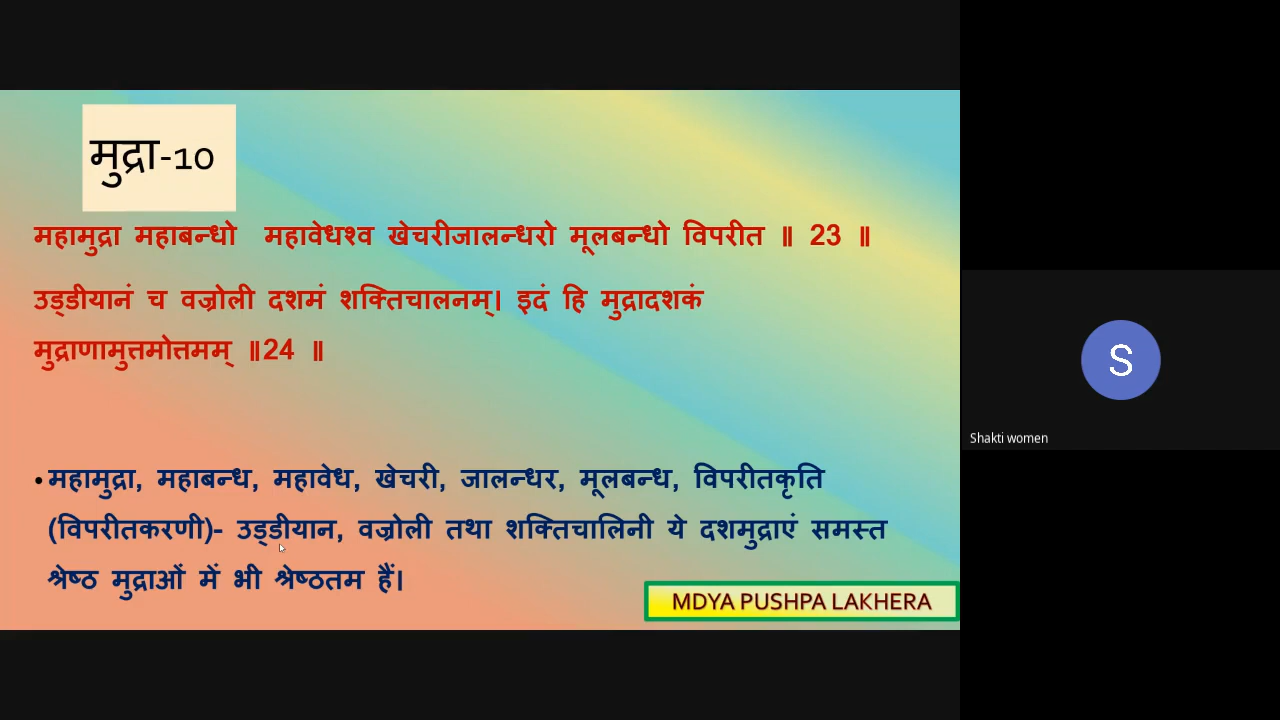 मुद्रा-10
महामुद्रा महाबन्धो महावेधश्व खेचरीजालन्धरो मूलबन्धो विपरीत ॥ 23 ॥
उड्डीयानं च वज्रोली दशमं शक्तिचालनम्। इदं हि मुद्रादशकं
मुद्राणामुत्तमोत्तमम् ॥24 ॥
•महामुद्रा, महाबन्ध, महावेध, खेचरी, जालन्धर, मूलबन्ध, विपरीतकृति
(विपरीतकरणी)- उड्डीयान, वज्रोली तथा शक्तिचालिनी ये दशमुद्राएं समस्त
श्रेष्ठ मुद्राओं में भी श्रेष्ठतम हैं।
MDYA PUSHPA LAKHERA
S
Shakti women